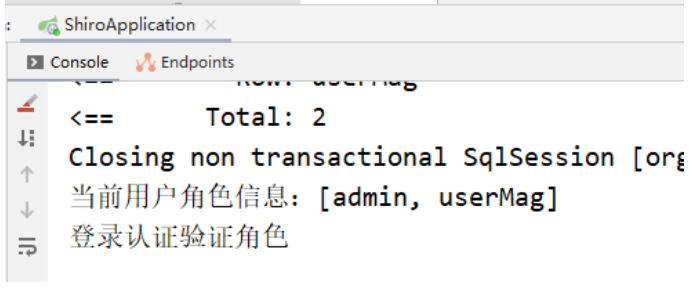 : ShiroApplication ×
Console Endpoints
<== Row: userMag
<== Total: 2
Closing non transactional SqlSession [org
当前用户角色信息：[admin, userMag]
登录认证验证角色